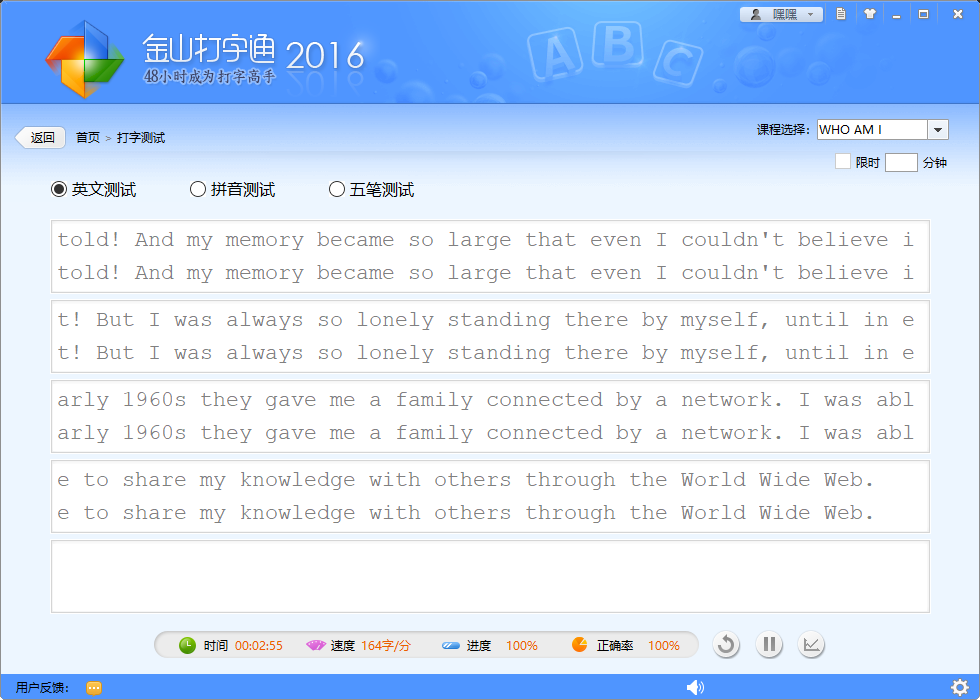 嘿嘿
金山打字通 2016
48小时成为打字高手
A B C
返回 首页 > 打字测试
课程选择: WHO AM I
限时 分钟
英文测试 拼音测试 五笔测试
told! And my memory became so large that even I couldn't believe i
told! And my memory became so large that even I couldn't believe i
t! But I was always so lonely standing there by myself, until in e
t! But I was always so lonely standing there by myself, until in e
arly 1960s they gave me a family connected by a network. I was abl
arly 1960s they gave me a family connected by a network. I was abl
e to share my knowledge with others through the World Wide Web.
e to share my knowledge with others through the World Wide Web.
时间 00:02:55 速度 164字/分 进度 100% 正确率 100%
用户反馈: